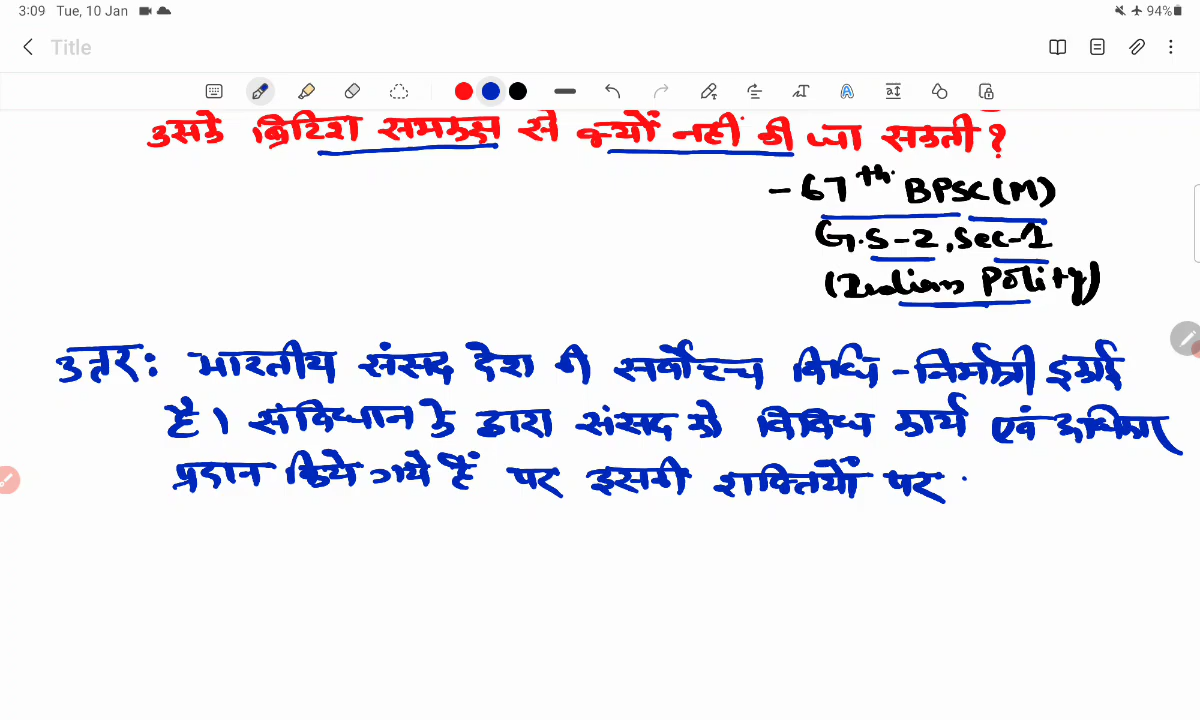 3:09 Tue, 10 Jan
94%
Title
उसके ब्रिटिश समकक्ष से क्यों नहीं की जा सकती?
- 67th BPSC(M)
G.S-2, Sec-1
(Indian Polity)
उत्तर: भारतीय संसद देश की सर्वोच्च विधि-निर्मात्री इकाई
है। संविधान के द्वारा संसद को विविध कार्य एवं अधिकार
प्रदान किये गये हैं पर इसकी शक्तियों पर